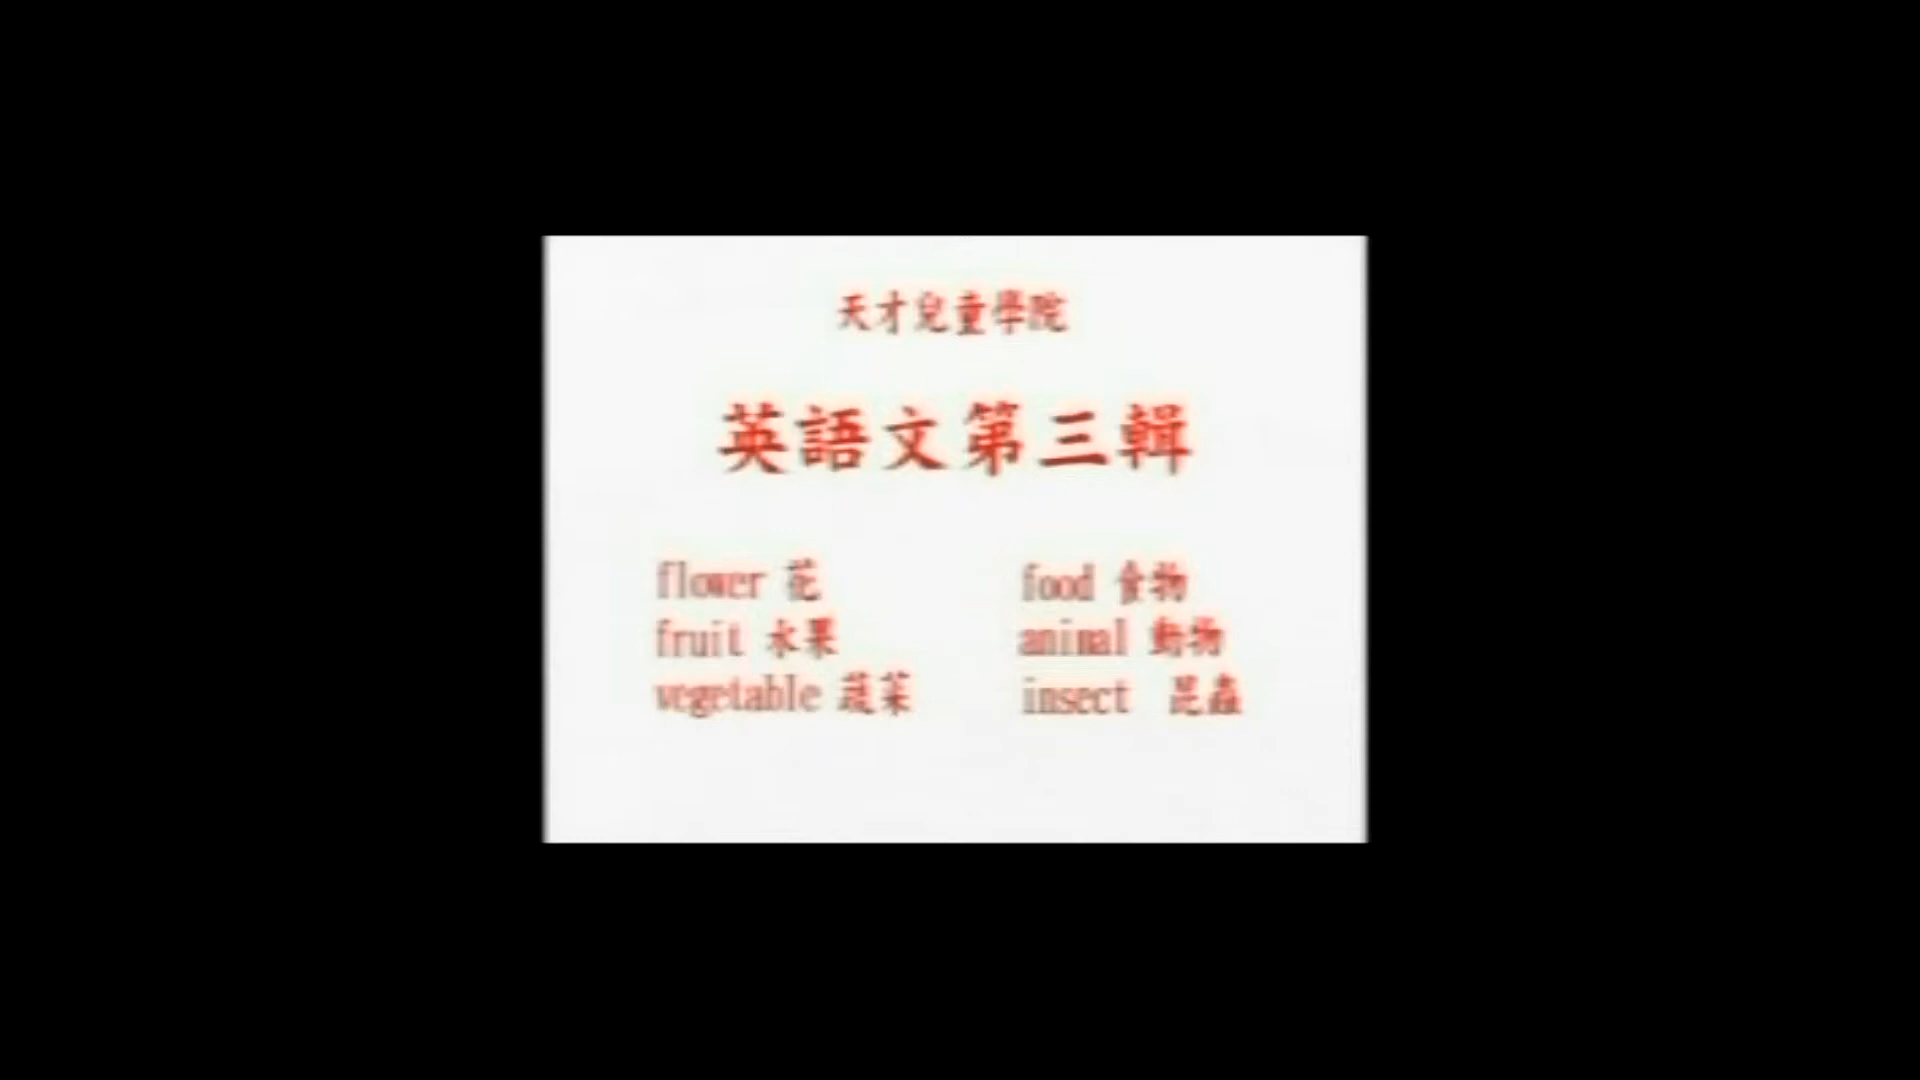 天才兒童學院
英語文第三輯
flower 花
fruit 水果
vegetable 蔬菜
food 食物
animal 動物
insect 昆蟲